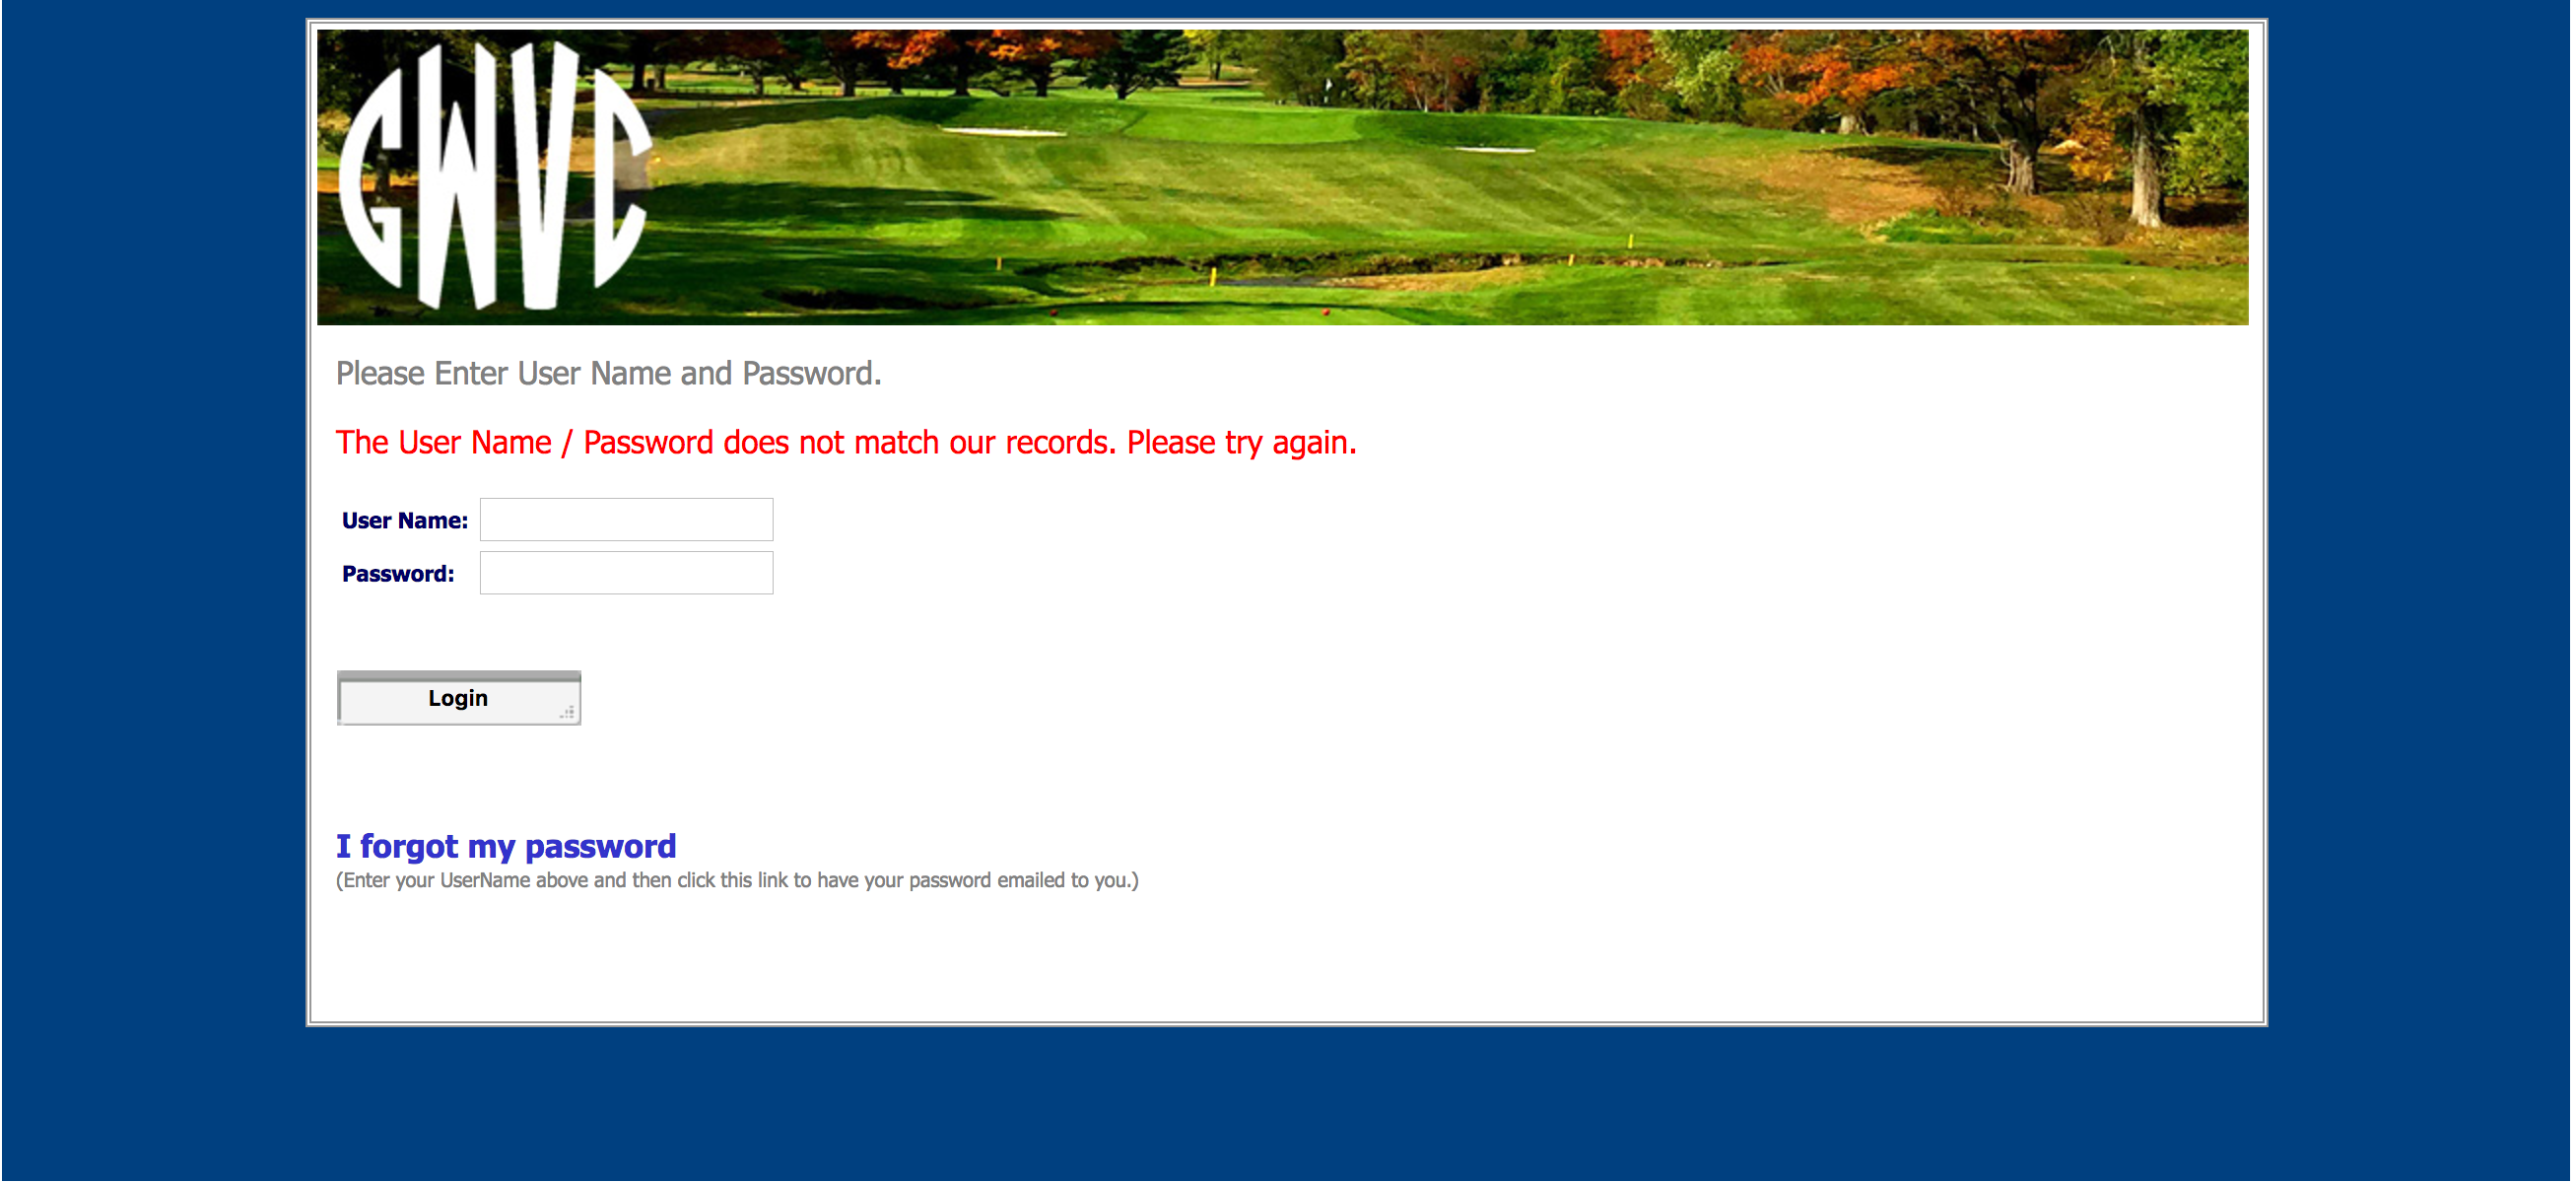 GWVC
Please Enter User Name and Password.
The User Name / Password does not match our records. Please try again.
User Name:
Password:
Login
I forgot my password
(Enter your UserName above and then click this link to have your password emailed to you.)